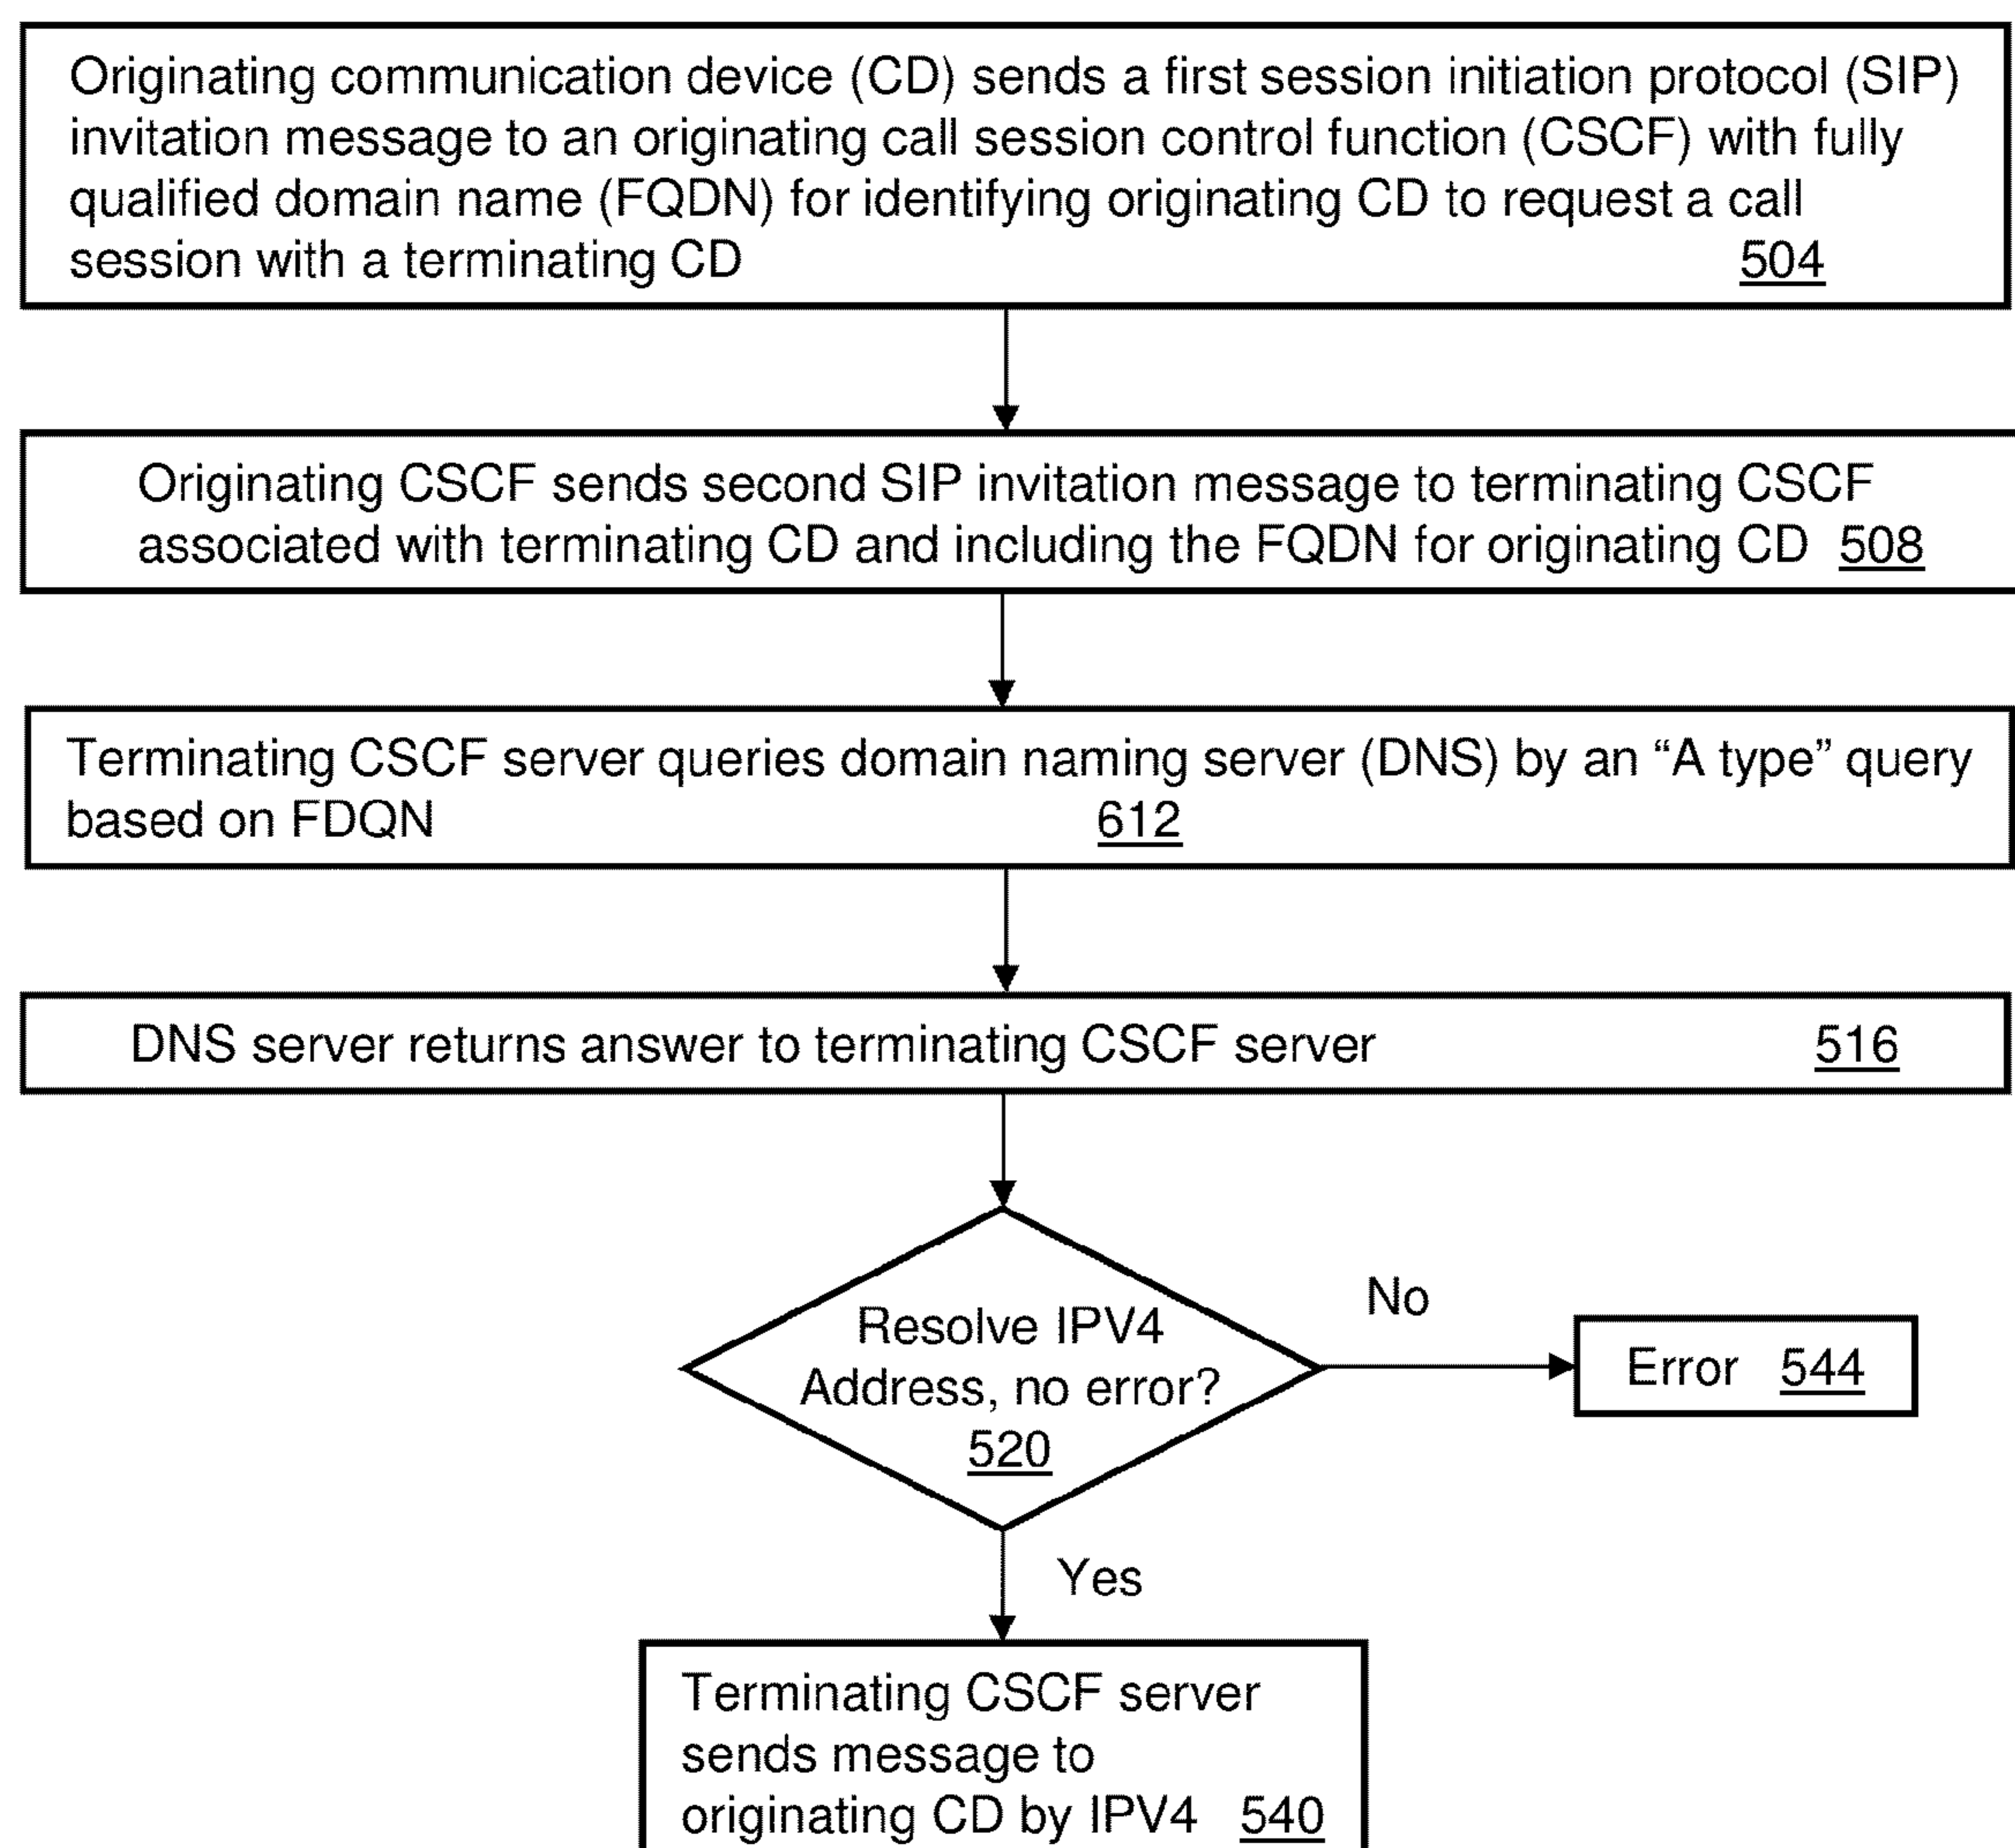 Originating communication device (CD) sends a first session initiation protocol (SIP)
invitation message to an originating call session control function (CSCF) with fully
qualified domain name (FQDN) for identifying originating CD to request a call
session with a terminating CD 504
Originating CSCF sends second SIP invitation message to terminating CSCF
associated with terminating CD and including the FQDN for originating CD 508
Terminating CSCF server queries domain naming server (DNS) by an “A type” query
based on FDQN 612
DNS server returns answer to terminating CSCF server 516
Resolve IPV4
Address, no error?
520
No
Error 544
Yes
Terminating CSCF server
sends message to
originating CD by IPV4 540